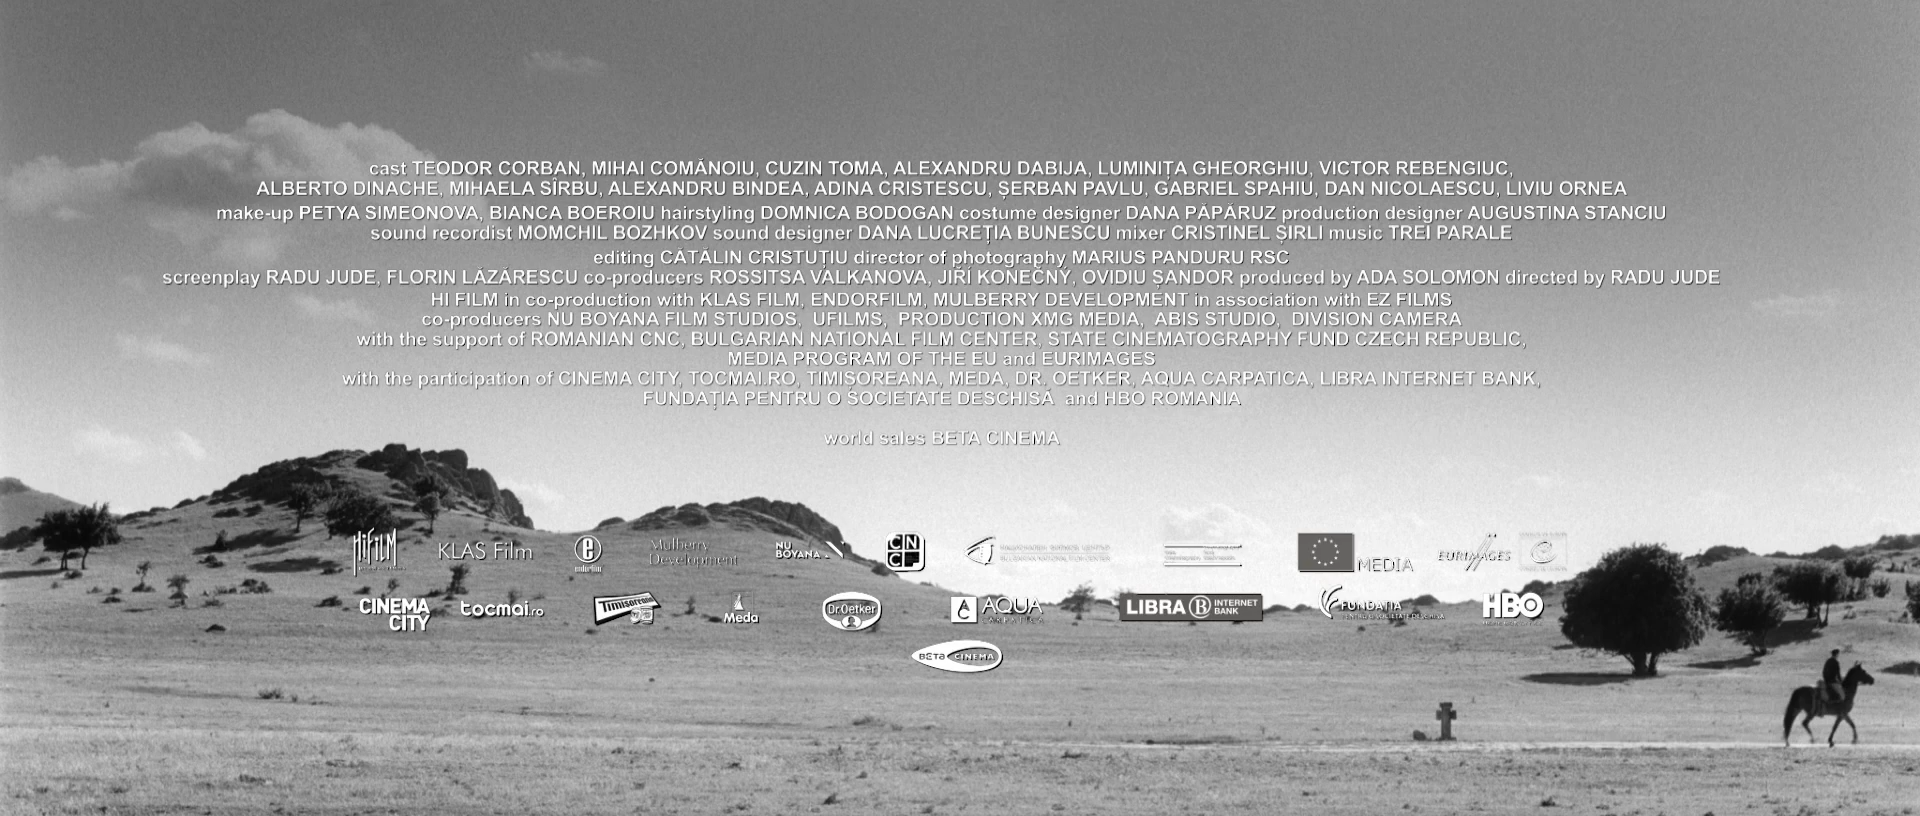 cast TEODOR CORBAN, MIHAI COMĂNOIU, CUZIN TOMA, ALEXANDRU DABIJA, LUMINIȚA GHEORGHIU, VICTOR REBENGIUC,
ALBERTO DINACHE, MIHAELA SÎRBU, ALEXANDRU BINDEA, ADINA CRISTESCU, ȘERBAN PAVLU, GABRIEL SPAHIU, DAN NICOLAESCU, LIVIU ORNEA
make-up PETYA SIMEONOVA, BIANCA BOEROIU hairstyling DOMNICA BODOGAN costume designer DANA PĂPĂRUZ production designer AUGUSTINA STANCIU
sound recordist MOMCHIL BOZHKOV sound designer DANA LUCREȚIA BUNESCU mixer CRISTINEL ȘIRLI music TREI PARALE
editing CĂTĂLIN CRISTUȚIU director of photography MARIUS PANDURU RSC
screenplay RADU JUDE, FLORIN LĂZĂRESCU co-producers ROSSITSA VALKANOVA, JIŘÍ KONEČNÝ, OVIDIU ȘANDOR produced by ADA SOLOMON directed by RADU JUDE
HI FILM in co-production with KLAS FILM, ENDORFILM, MULBERRY DEVELOPMENT in association with EZ FILMS
co-producers NU BOYANA FILM STUDIOS, UFILMS, PRODUCTION XMG MEDIA, ABIS STUDIO, DIVISION CAMERA
with the support of ROMANIAN CNC, BULGARIAN NATIONAL FILM CENTER, STATE CINEMATOGRAPHY FUND CZECH REPUBLIC,
MEDIA PROGRAM OF THE EU and EURIMAGES
with the participation of CINEMA CITY, TOCMAI.RO, TIMIȘOREANA, MEDA, DR. OETKER, AQUA CARPATICA, LIBRA INTERNET BANK,
FUNDAȚIA PENTRU O SOCIETATE DESCHISĂ and HBO ROMANIA
world sales BETA CINEMA
HiFILM
KLAS Film
e
endorfilm
Mulberry
Development
NU
BOYANA
CNC
MEDIA
EURIMAGES
CINEMA
CITY
tocmai.ro
Timișoreana
Meda
Dr.Oetker
AQUA
CARPATICA
LIBRA B INTERNET
BANK
FUNDAȚIA
PENTRU O SOCIETATE DESCHISĂ
HBO
BETA CINEMA